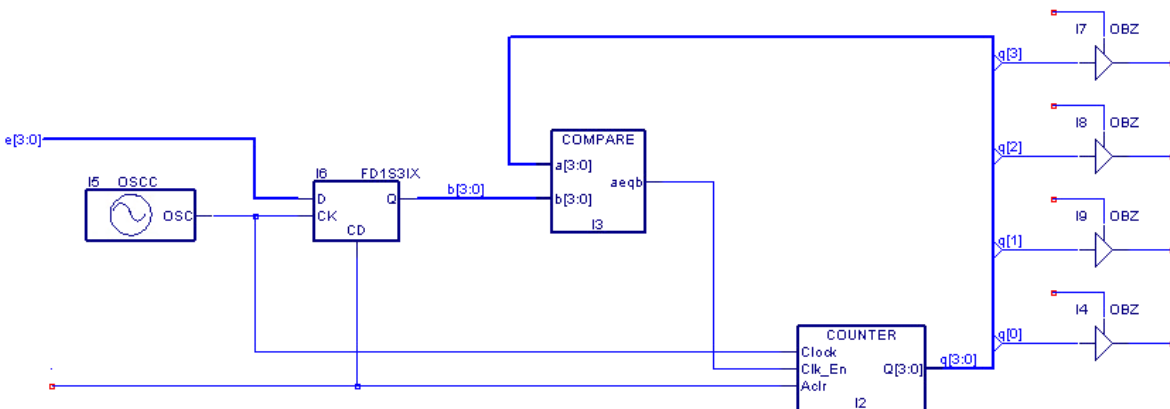 I7 OBZ
q[3]
I8 OBZ
q[2]
e[3:0]
COMPARE
a[3:0]
aeqb
b[3:0]
I3
I5 OSCC
OSC
I6 FD1S3IX
D Q
CK
CD
b[3:0]
I9 OBZ
q[1]
I4 OBZ
q[0]
COUNTER
Clock
Clk_En Q[3:0]
Aclr
I2
q[3:0]